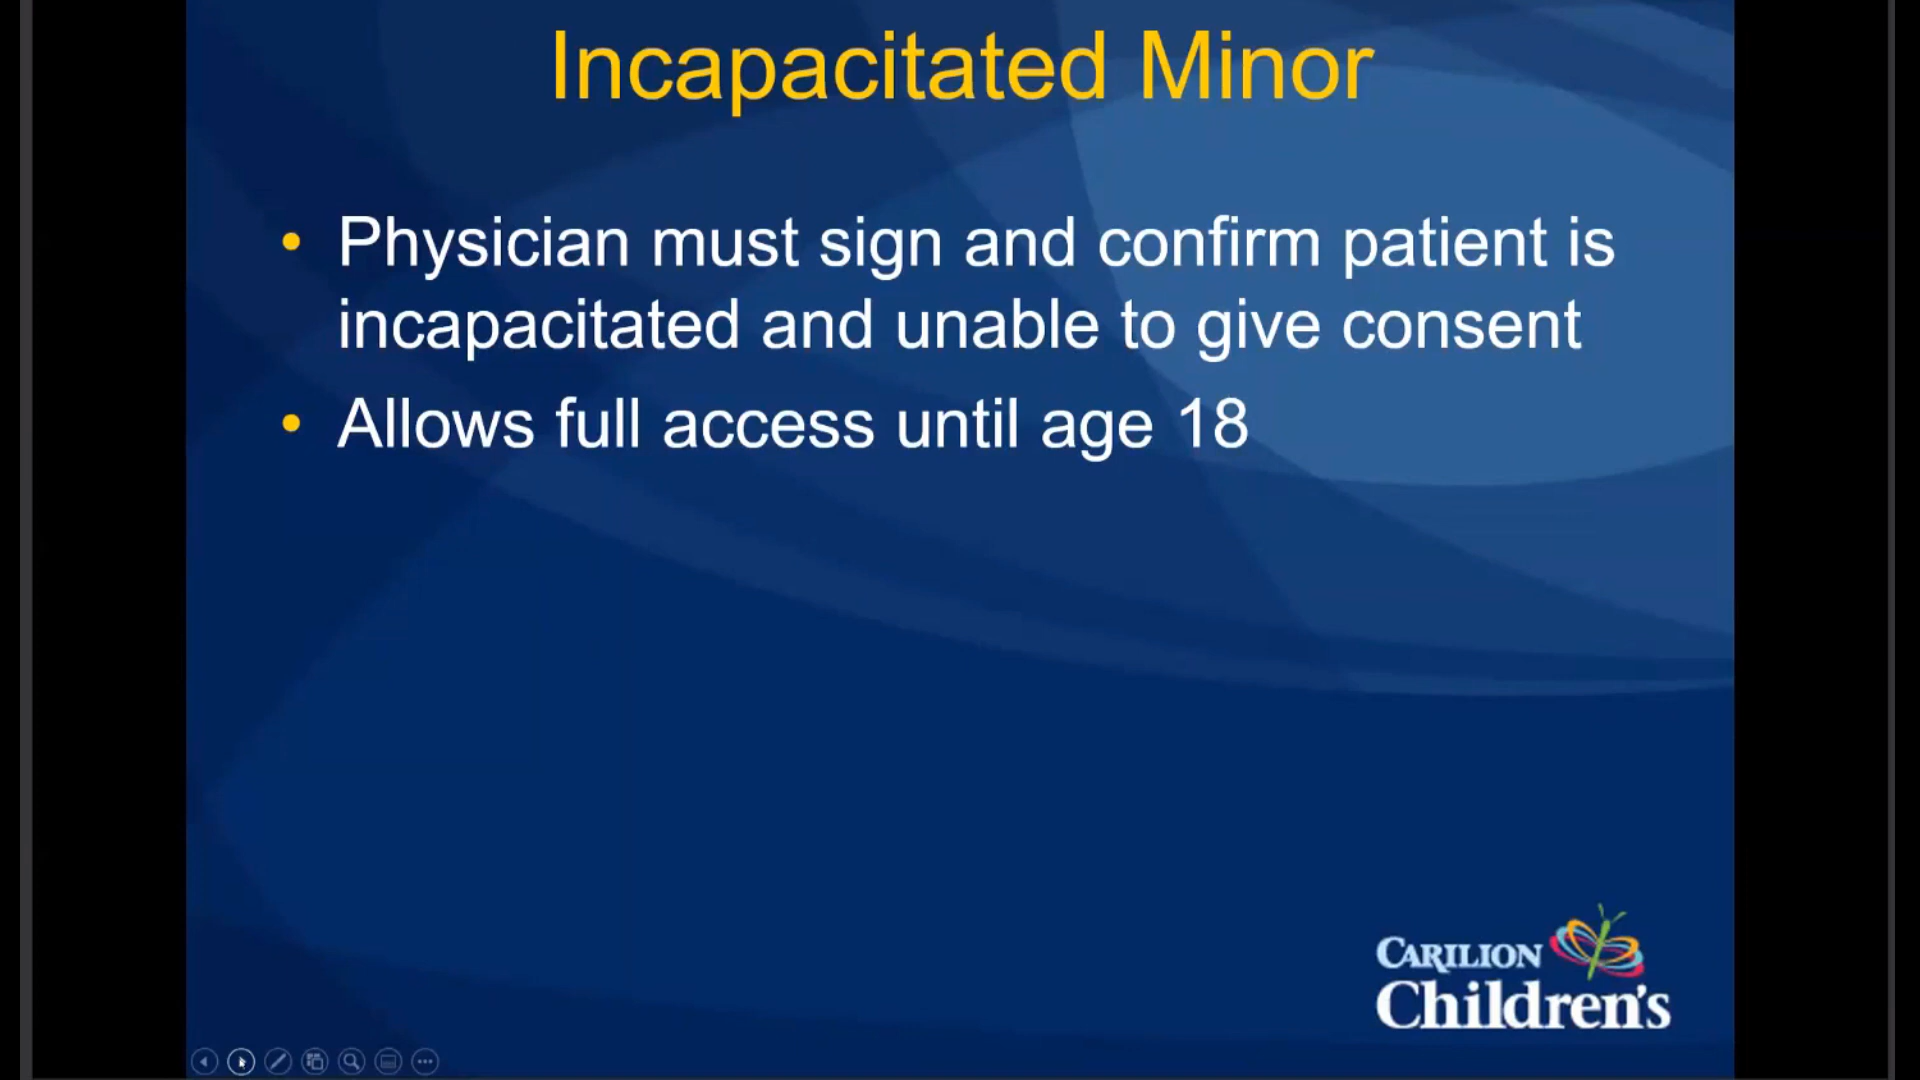 Incapacitated Minor
• Physician must sign and confirm patient is
incapacitated and unable to give consent
• Allows full access until age 18
CARILION
Children's